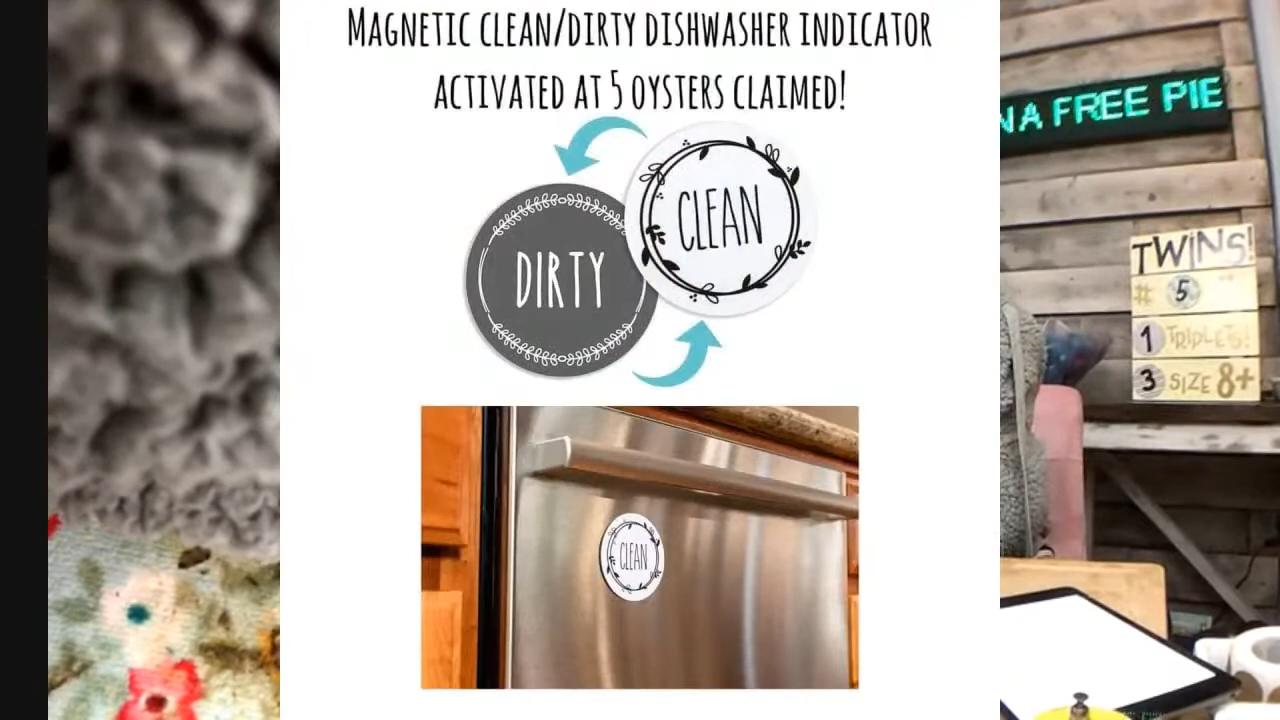 MAGNETIC CLEAN/DIRTY DISHWASHER INDICATOR
ACTIVATED AT 5 OYSTERS CLAIMED!
DIRTY
CLEAN
CLEAN
A FREE PIE
TWINS!
# 5
1 TRIPLETS!
3 SIZE 8+